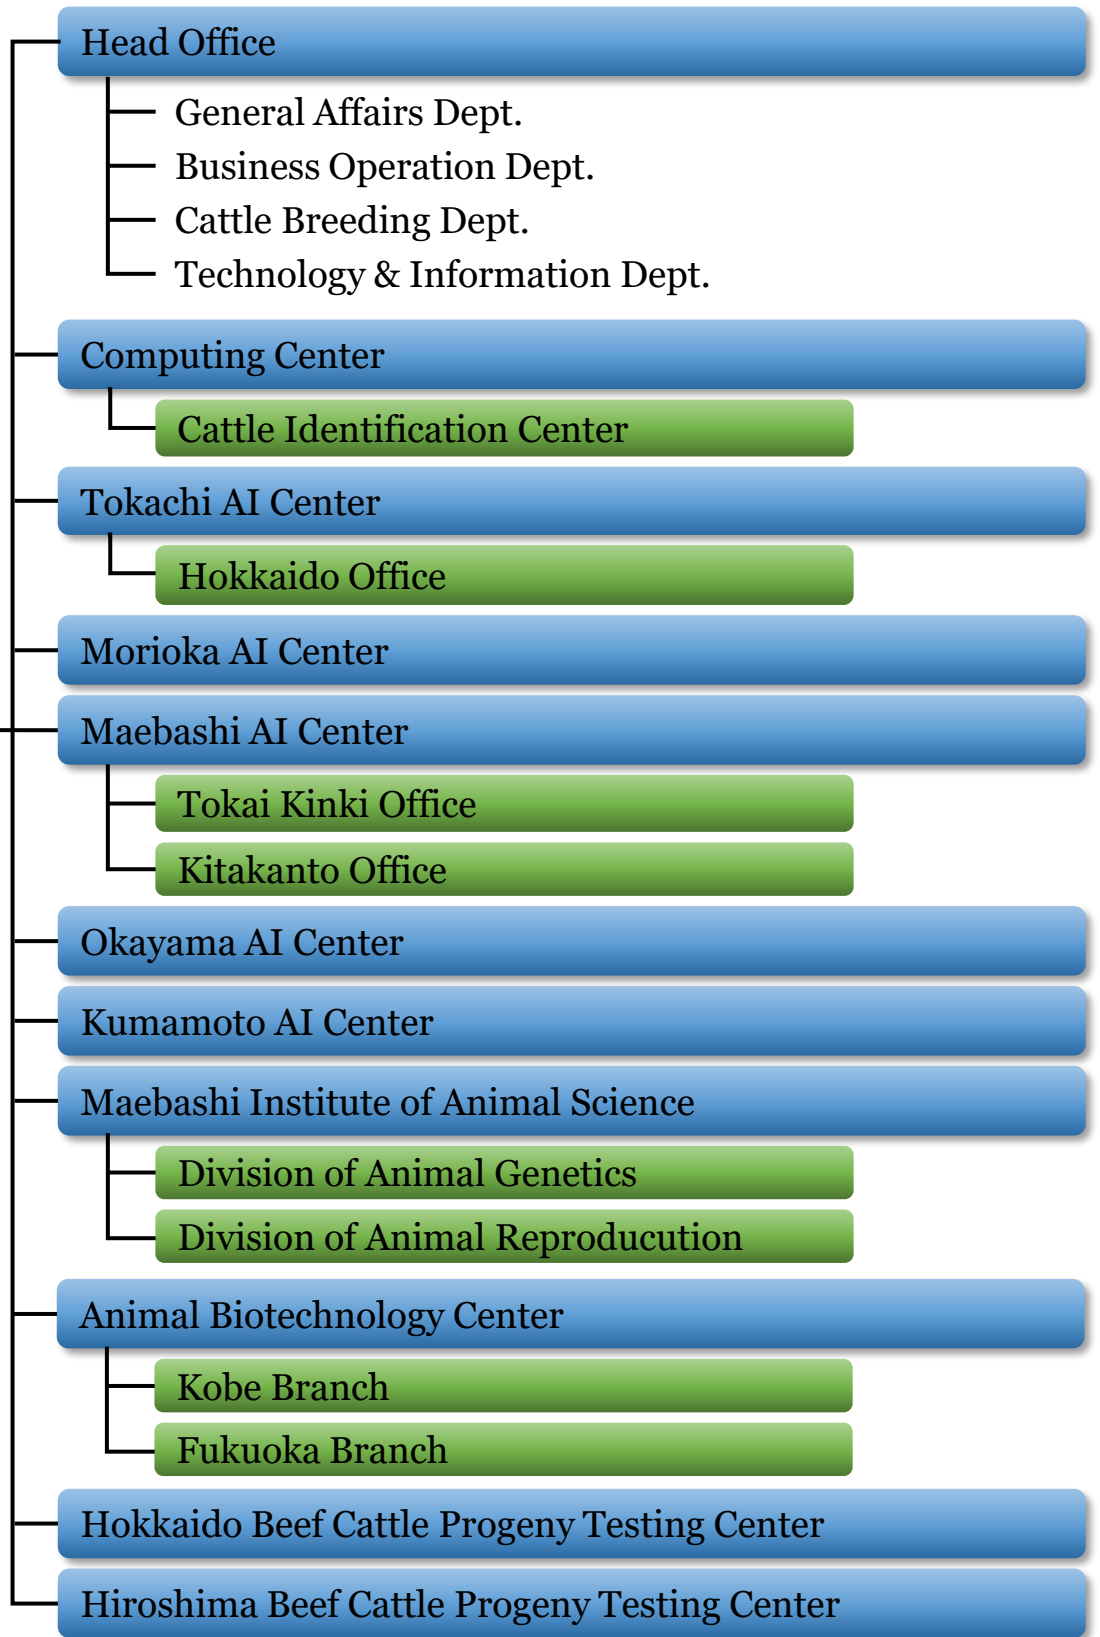 Head Office
General Affairs Dept.
Business Operation Dept.
Cattle Breeding Dept.
Technology & Information Dept.
Computing Center
Cattle Identification Center
Tokachi AI Center
Hokkaido Office
Morioka AI Center
Maebashi AI Center
Tokai Kinki Office
Kitakanto Office
Okayama AI Center
Kumamoto AI Center
Maebashi Institute of Animal Science
Division of Animal Genetics
Division of Animal Reproducution
Animal Biotechnology Center
Kobe Branch
Fukuoka Branch
Hokkaido Beef Cattle Progeny Testing Center
Hiroshima Beef Cattle Progeny Testing Center